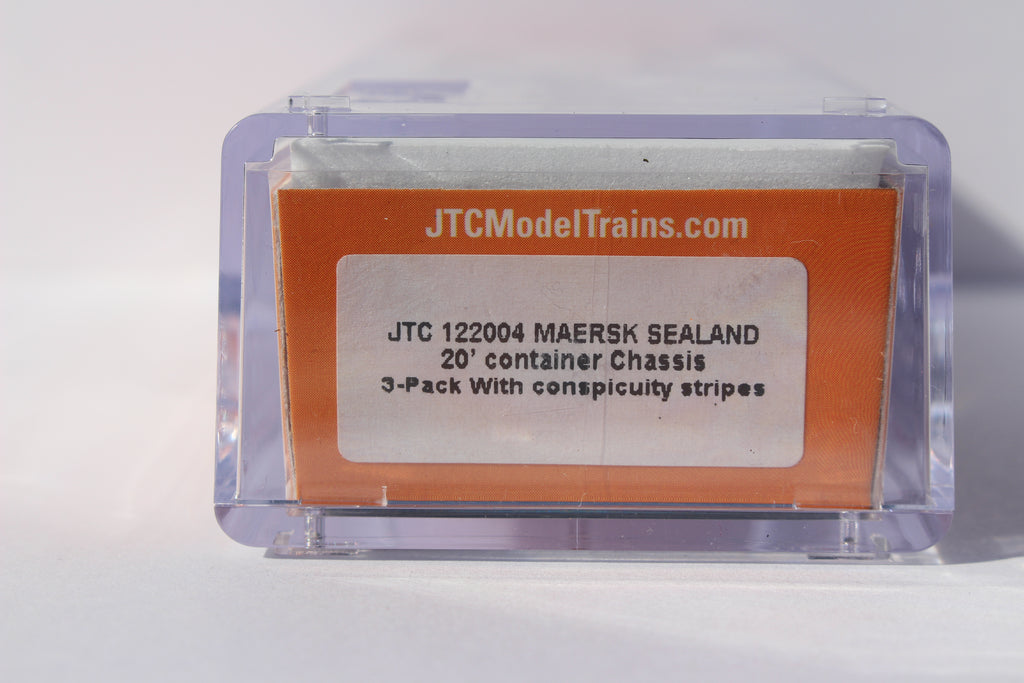 JTCModelTrains.com
JTC 122004 MAERSK SEALAND
20' container Chassis
3-Pack With conspicuity stripes